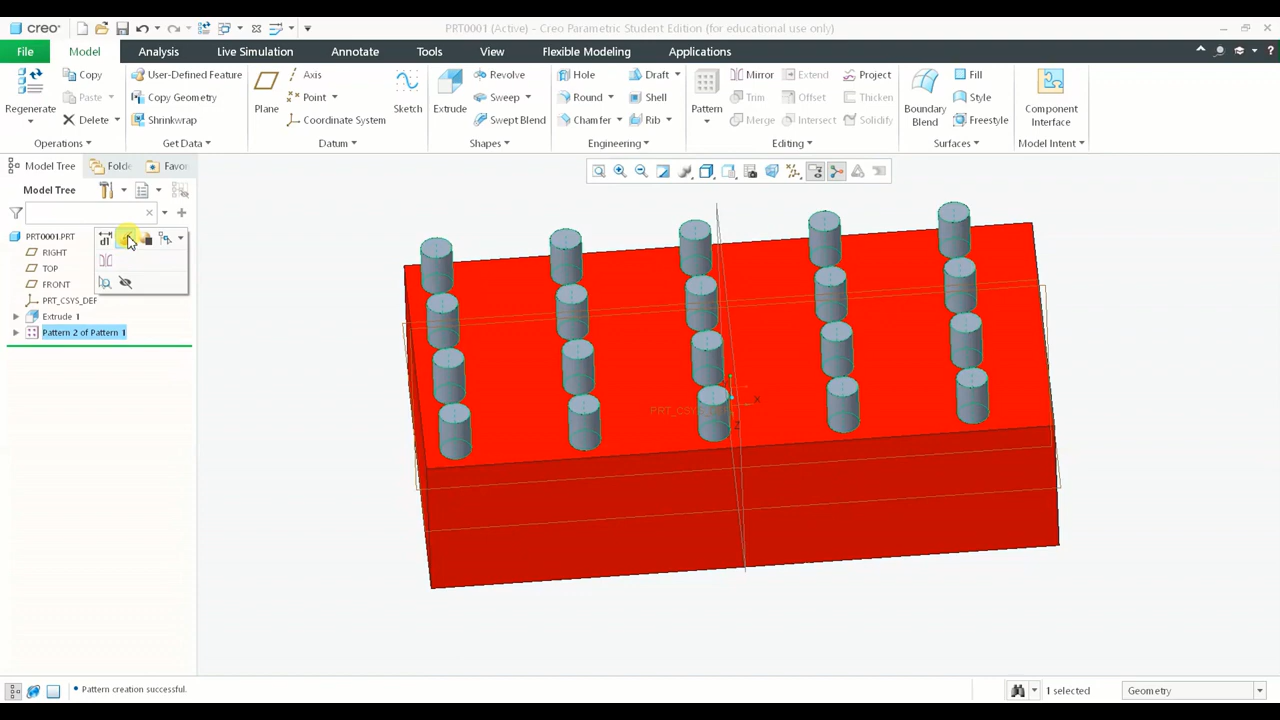 creo
PRT0001 (Active) - Creo Parametric Student Edition (for educational use only)
File Model Analysis Live Simulation Annotate Tools View Flexible Modeling Applications
Regenerate Copy Paste Delete
Operations
User-Defined Feature
Copy Geometry
Shrinkwrap
Get Data
Plane Axis Point Coordinate System Sketch
Datum
Extrude Revolve Sweep Swept Blend
Shapes
Hole Round Chamfer Draft Shell Rib
Engineering
Pattern Mirror Trim Merge Extend Offset Intersect Project Thicken Solidify
Editing
Boundary Blend Fill Style Freestyle
Surfaces
Component Interface
Model Intent
Model Tree Folde Favor
Model Tree
PRT0001.PRT
RIGHT
TOP
FRONT
PRT_CSYS_DEF
Extrude 1
Pattern 2 of Pattern 1
X
Z
Pattern creation successful.
1 selected
Geometry